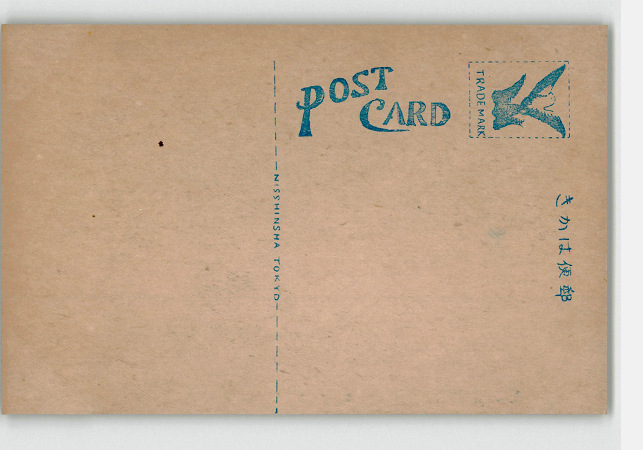 POST
CARD
TRADE MARK
NISSHINSHA TOKYO
きかは便郵